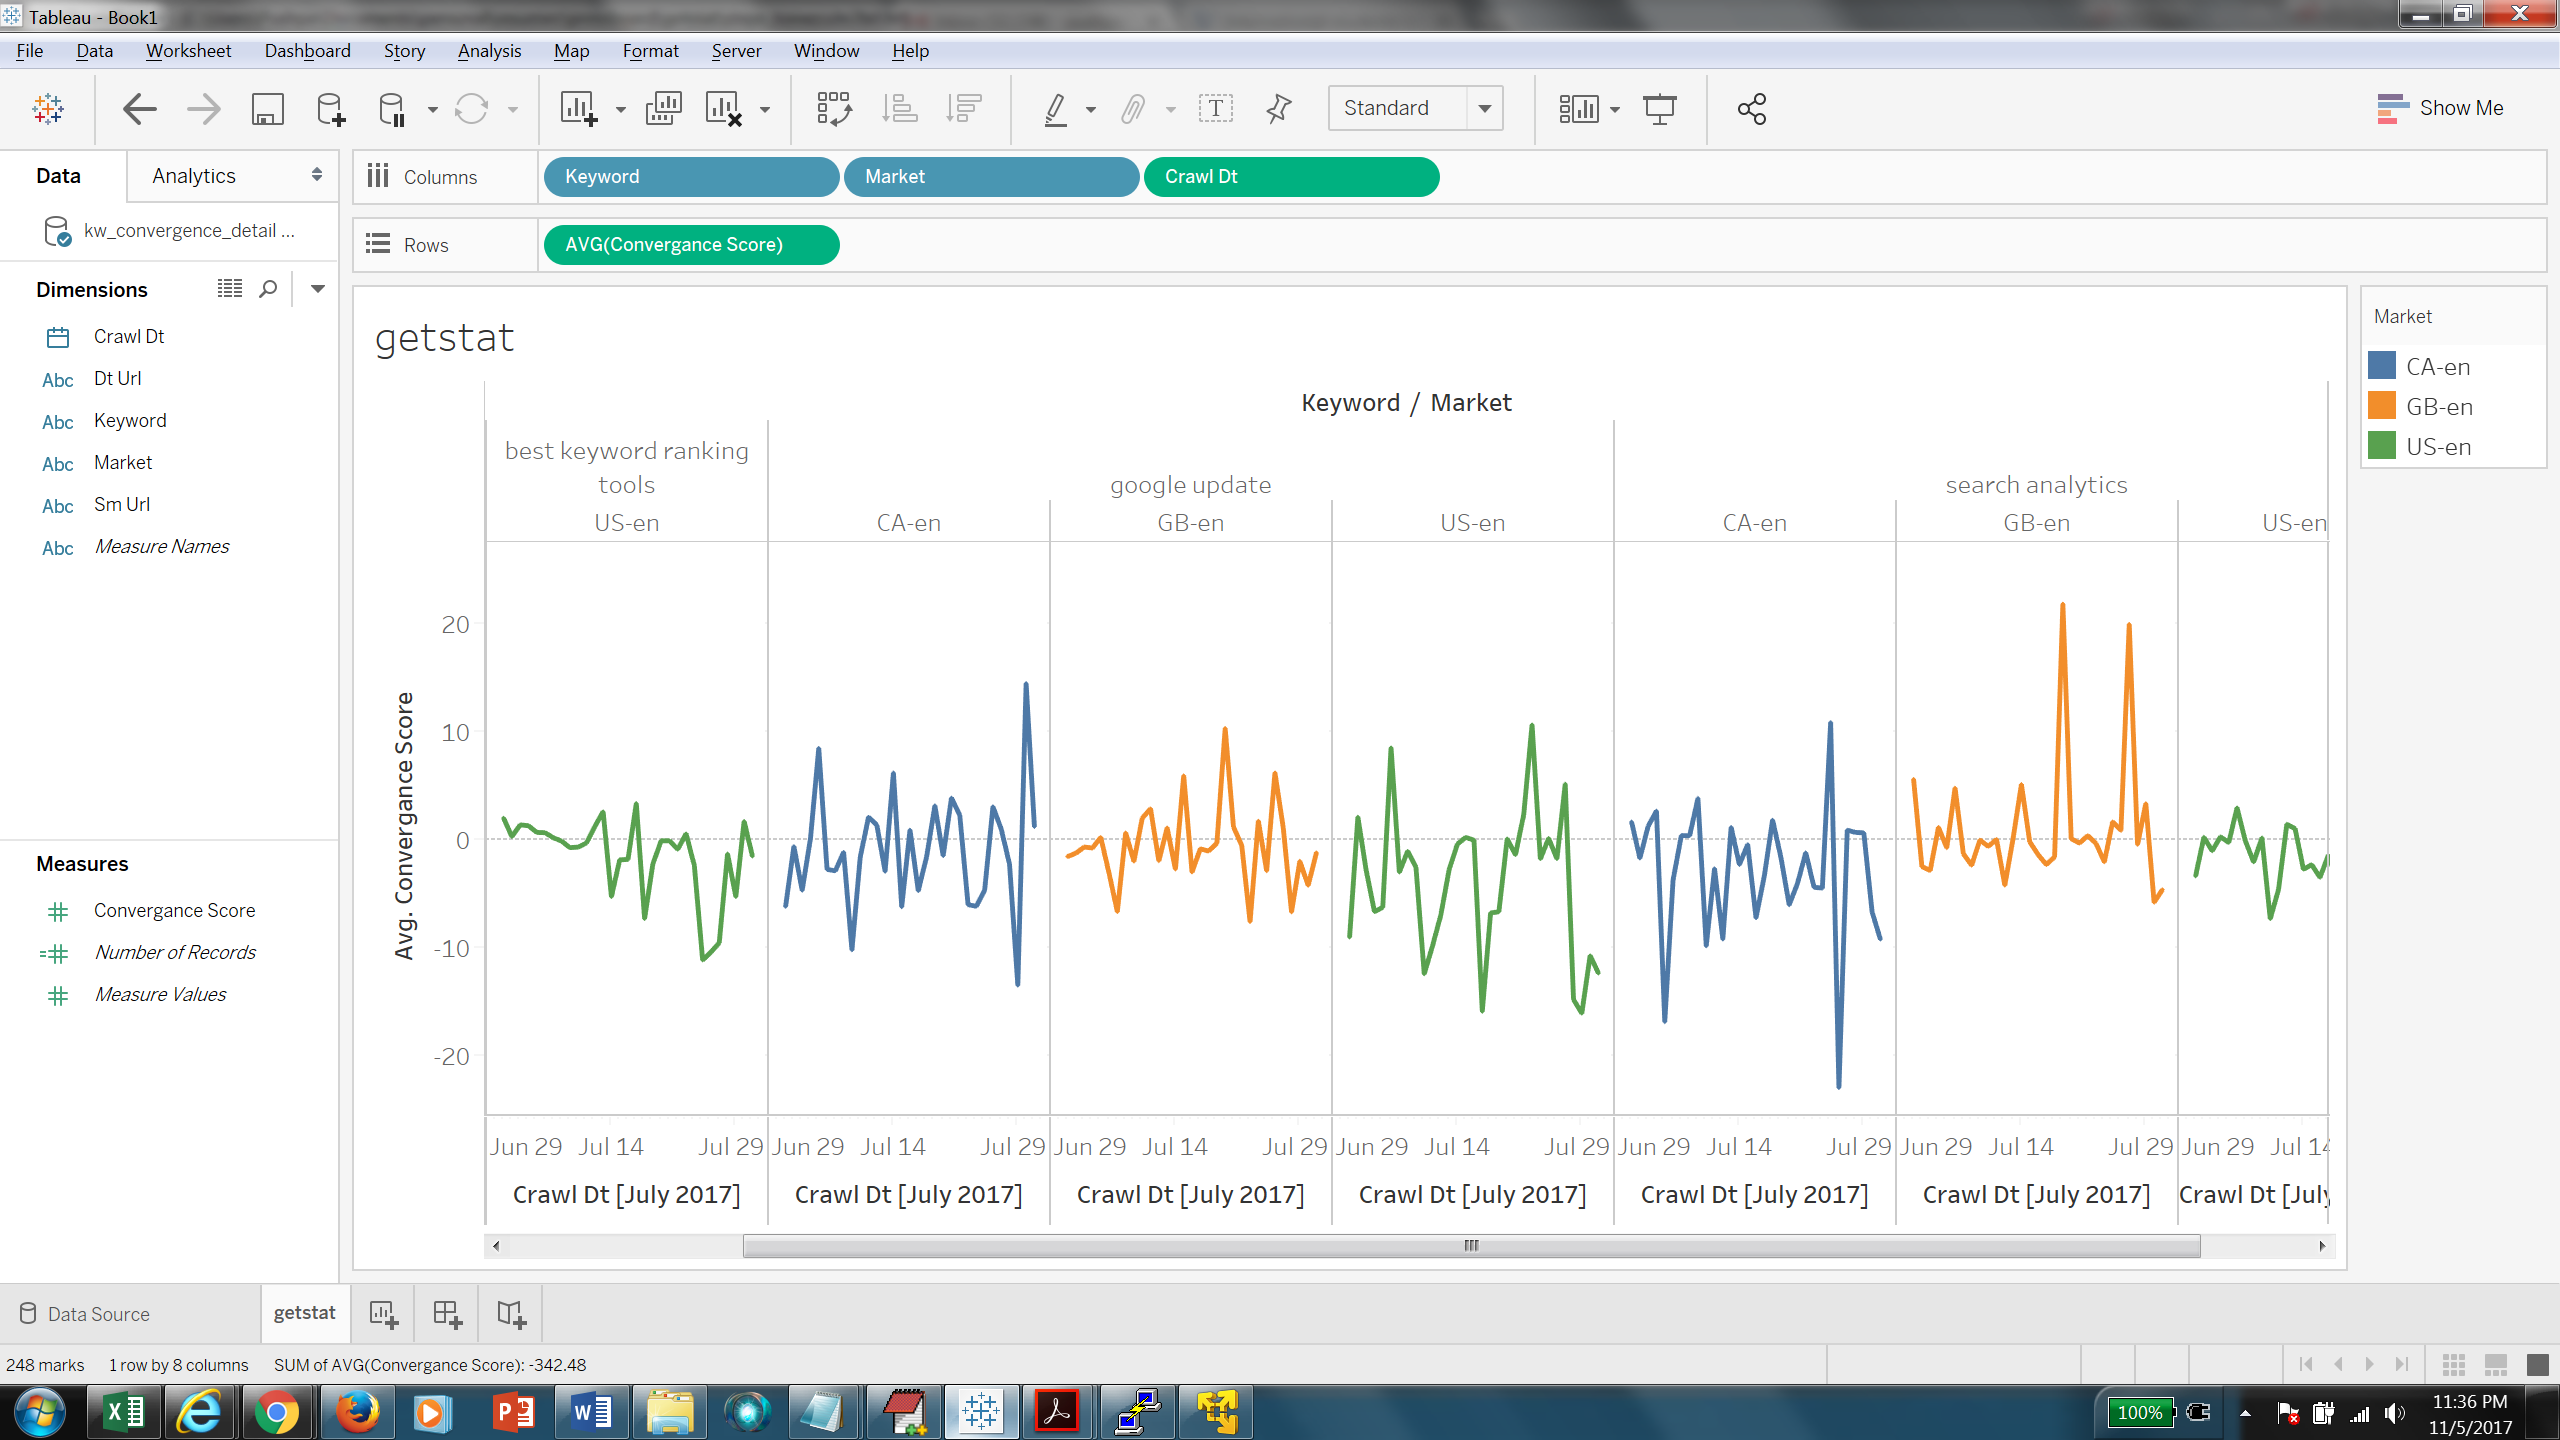 Tableau - Book1
File Data Worksheet Dashboard Story Analysis Map Format Server Window Help
Standard
Show Me
Data Analytics
kw_convergence_detail ...
Dimensions
Crawl Dt
Abc Dt Url
Abc Keyword
Abc Market
Abc Sm Url
Abc Measure Names
Measures
Convergance Score
Number of Records
Measure Values
Columns Keyword Market Crawl Dt
Rows AVG(Convergance Score)
getstat
Keyword / Market
best keyword ranking
tools google update search analytics
US-en CA-en GB-en US-en CA-en GB-en US-en
Avg. Convergance Score
20
10
0
-10
-20
Jun 29 Jul 14 Jul 29 Jun 29 Jul 14 Jul 29 Jun 29 Jul 14 Jul 29 Jun 29 Jul 14 Jul 29 Jun 29 Jul 14 Jul 29 Jun 29 Jul 14 Jul 29 Jun 29 Jul 14
Crawl Dt [July 2017] Crawl Dt [July 2017] Crawl Dt [July 2017] Crawl Dt [July 2017] Crawl Dt [July 2017] Crawl Dt [July 2017] Crawl Dt [July
Market
CA-en
GB-en
US-en
Data Source getstat
248 marks 1 row by 8 columns SUM of AVG(Convergance Score): -342.48
100%
11:36 PM
11/5/2017